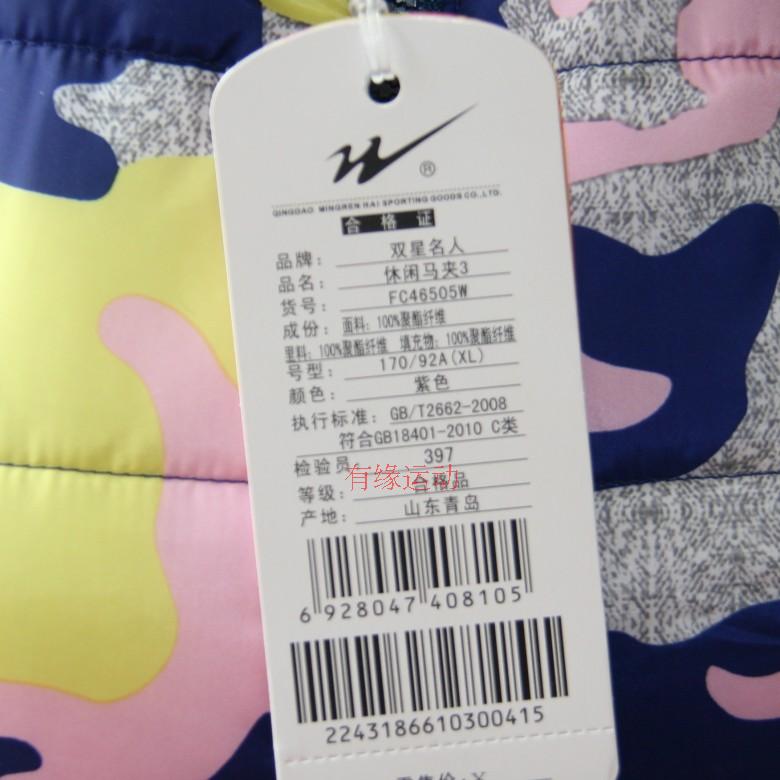 ®
QINGDAO MINGREN HAI SPORTING GOODS CO., LTD.
合格证
品牌： 双星名人
品名： 休闲马夹3
货号： FC46505W
成份： 面料：100%聚酯纤维
里料：100%聚酯纤维 填充物：100%聚酯纤维
号型： 170/92A(XL)
颜色： 紫色
执行标准： GB/T2662-2008
符合GB18401-2010 C类
检验员 397
有缘运动
等级： 合格品
产地： 山东青岛
6 928047 408105
2243186610300415
零售价：¥